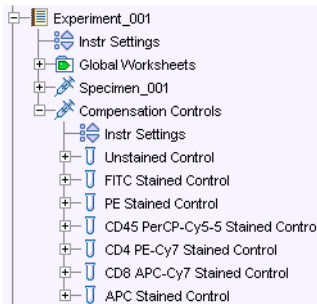 Experiment_001
Instr Settings
Global Worksheets
Specimen_001
Compensation Controls
Instr Settings
Unstained Control
FITC Stained Control
PE Stained Control
CD45 PerCP-Cy5-5 Stained Contro
CD4 PE-Cy7 Stained Control
CD8 APC-Cy7 Stained Control
APC Stained Control